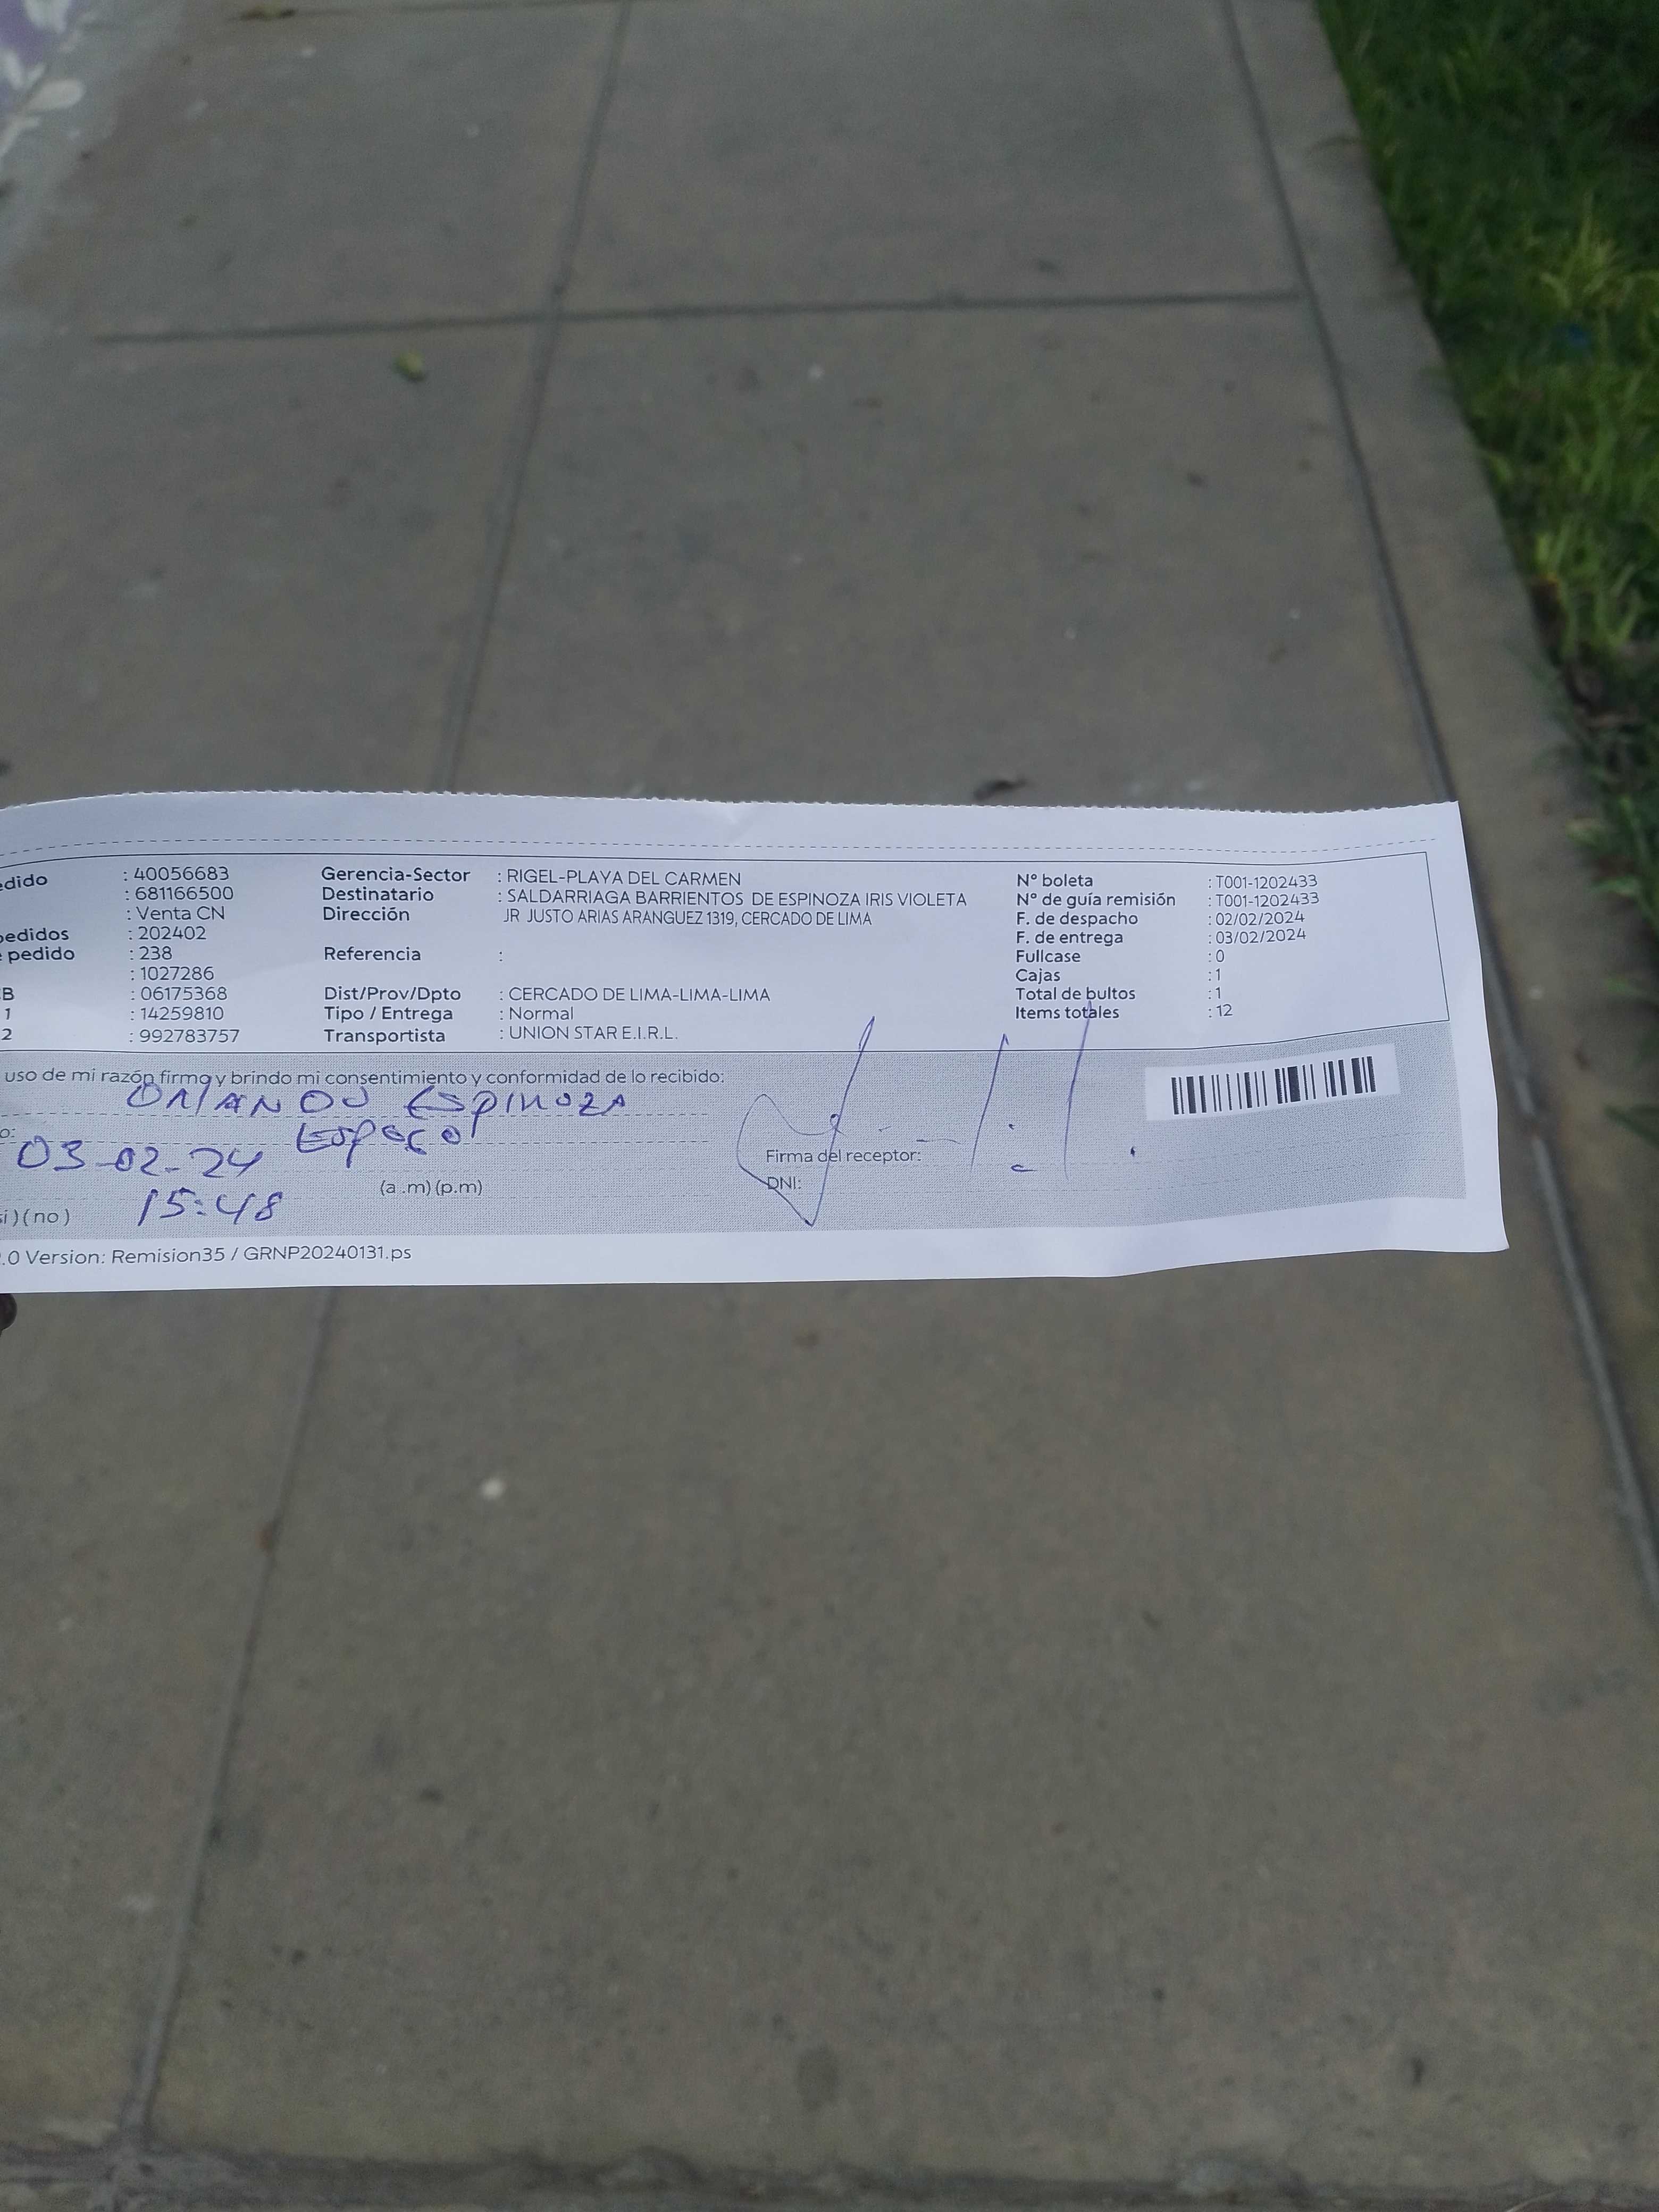 edido : 40056683 Gerencia-Sector : RIGEL-PLAYA DEL CARMEN N° boleta : T001-1202433
: 681166500 Destinatario : SALDARRIAGA BARRIENTOS DE ESPINOZA IRIS VIOLETA N° de guía remisión : T001-1202433
: Venta CN Dirección JR JUSTO ARIAS ARANGUEZ 1319, CERCADO DE LIMA F. de despacho : 02/02/2024
pedidos : 202402 F. de entrega : 03/02/2024
pedido : 238 Referencia : Fullcase : 0
: 1027286 Cajas : 1
B : 06175368 Dist/Prov/Dpto : CERCADO DE LIMA-LIMA-LIMA Total de bultos : 1
1 : 14259810 Tipo / Entrega : Normal Items totales : 12
2 : 992783757 Transportista : UNION STAR E.I.R.L.
uso de mi razón firmo y brindo mi consentimiento y conformidad de lo recibido:
ORLANDO ESPINOZA
o: Esposo
03-02-24 Firma del receptor:
(a .m) (p.m) DNI:
si ) ( no ) 15:48
.0 Version: Remision35 / GRNP20240131.ps